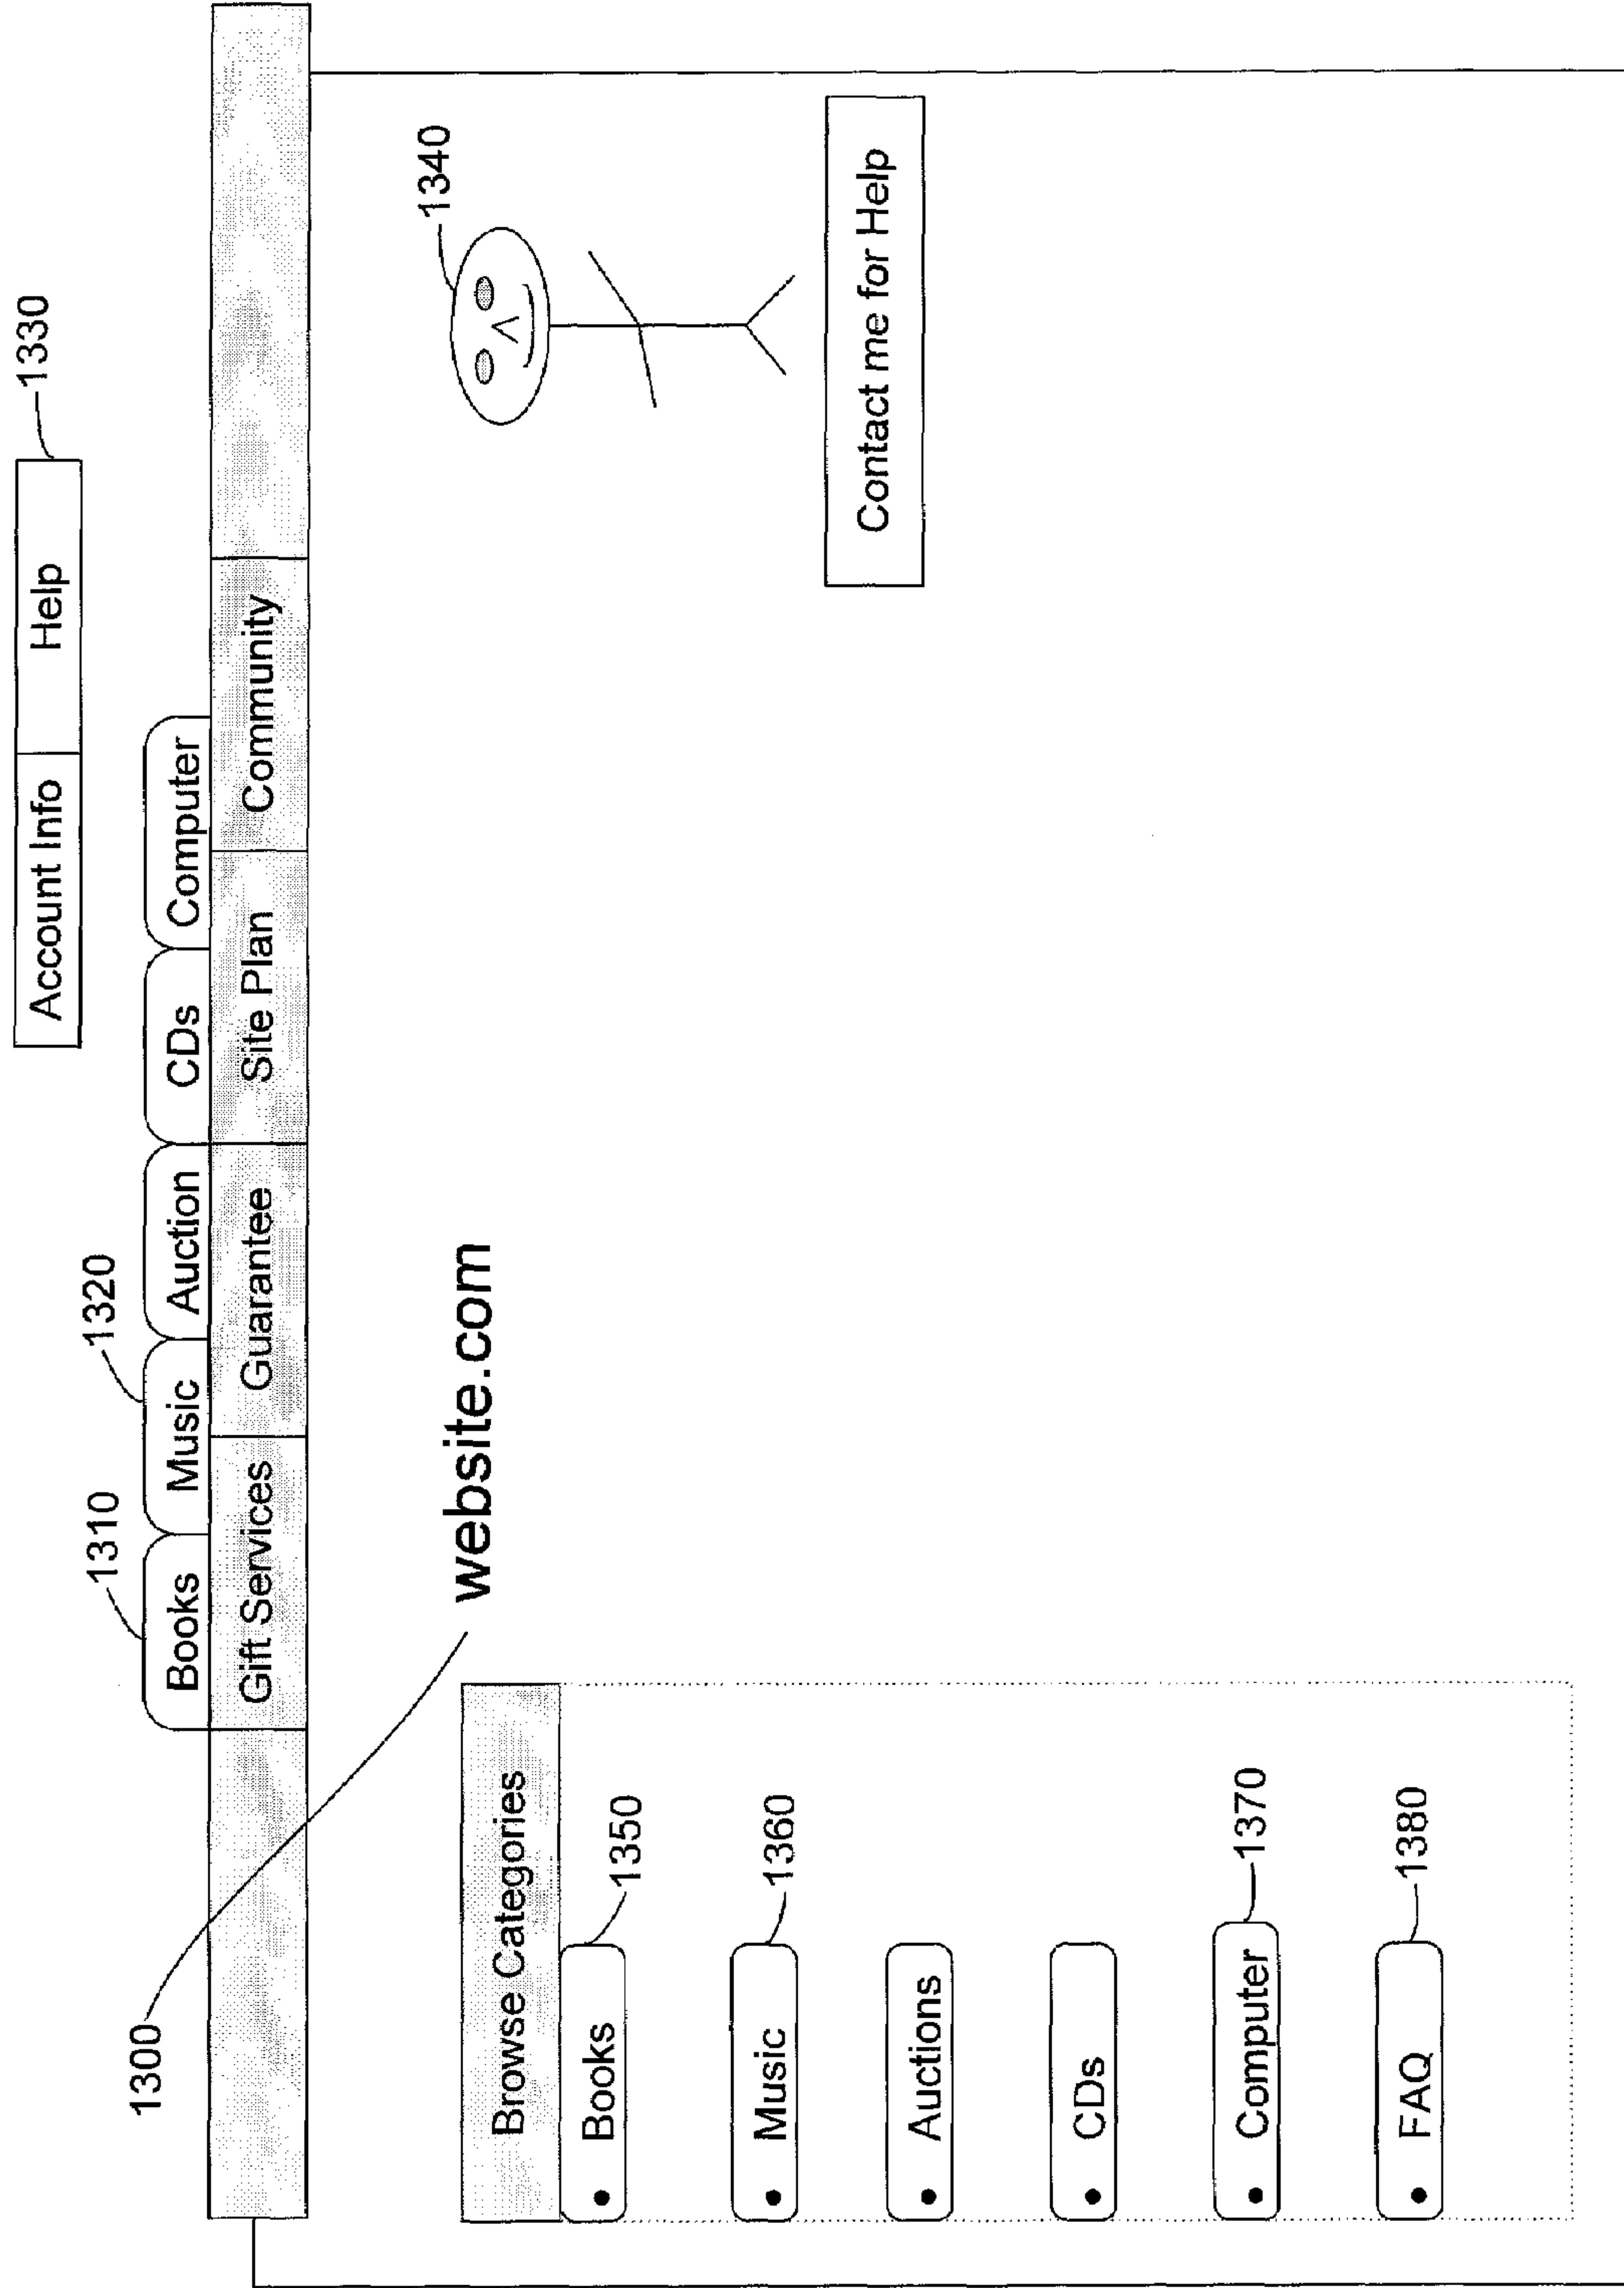 Account Info Help 1330
1310 1320
Books Music Auction CDs Computer
1300
Gift Services Guarantee Site Plan Community
1340
website.com
Browse Categories
Books 1350
Music 1360
Contact me for Help
Auctions
CDs
Computer 1370
FAQ 1380